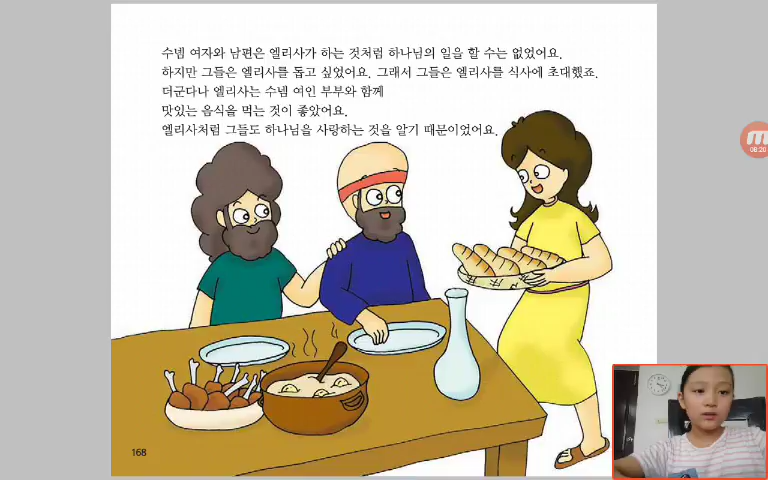 수넴 여자와 남편은 엘리사가 하는 것처럼 하나님의 일을 할 수는 없었어요.
하지만 그들은 엘리사를 돕고 싶었어요. 그래서 그들은 엘리사를 식사에 초대했죠.
더군다나 엘리사는 수넴 여인 부부와 함께
맛있는 음식을 먹는 것이 좋았어요.
엘리사처럼 그들도 하나님을 사랑하는 것을 알기 때문이었어요.
08:20
168